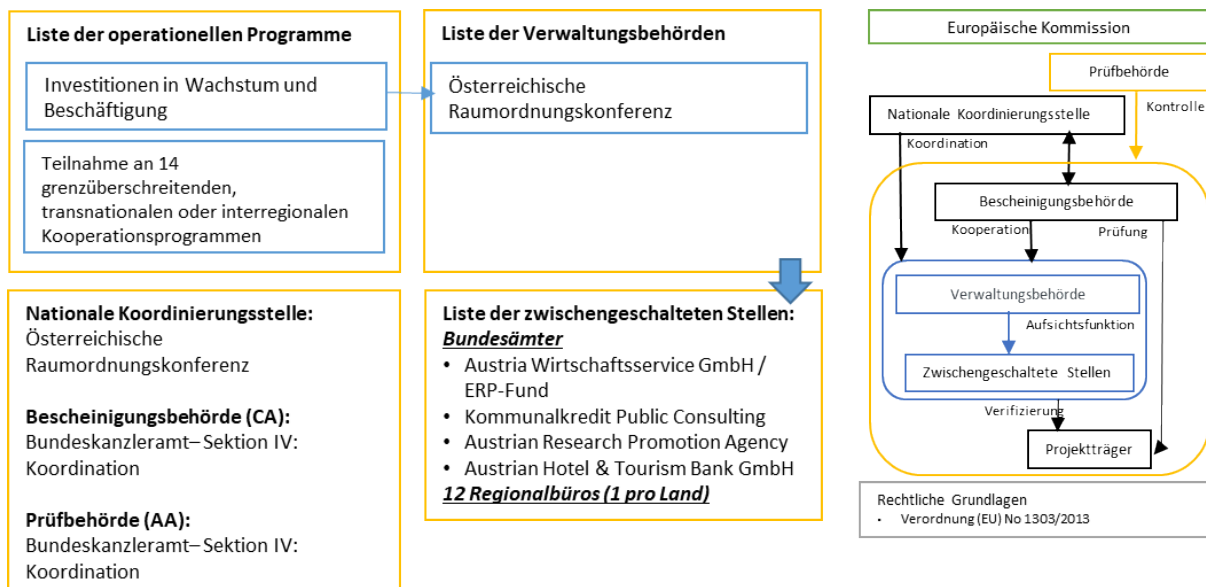 Liste der operationellen Programme
Investitionen in Wachstum und
Beschäftigung
Teilnahme an 14
grenzüberschreitenden,
transnationalen oder interregionalen
Kooperationsprogrammen
Liste der Verwaltungsbehörden
Österreichische
Raumordnungskonferenz
Nationale Koordinierungsstelle:
Österreichische
Raumordnungskonferenz
Bescheinigungsbehörde (CA):
Bundeskanzleramt– Sektion IV:
Koordination
Prüfbehörde (AA):
Bundeskanzleramt– Sektion IV:
Koordination
Liste der zwischengeschalteten Stellen:
Bundesämter
• Austria Wirtschaftsservice GmbH /
ERP-Fund
• Kommunalkredit Public Consulting
• Austrian Research Promotion Agency
• Austrian Hotel & Tourism Bank GmbH
12 Regionalbüros (1 pro Land)
Europäische Kommission
Prüfbehörde
Kontrolle
Nationale Koordinierungsstelle
Koordination
Bescheinigungsbehörde
Kooperation
Prüfung
Verwaltungsbehörde
Aufsichtsfunktion
Zwischengeschaltete Stellen
Verifizierung
Projektträger
Rechtliche Grundlagen
• Verordnung (EU) No 1303/2013